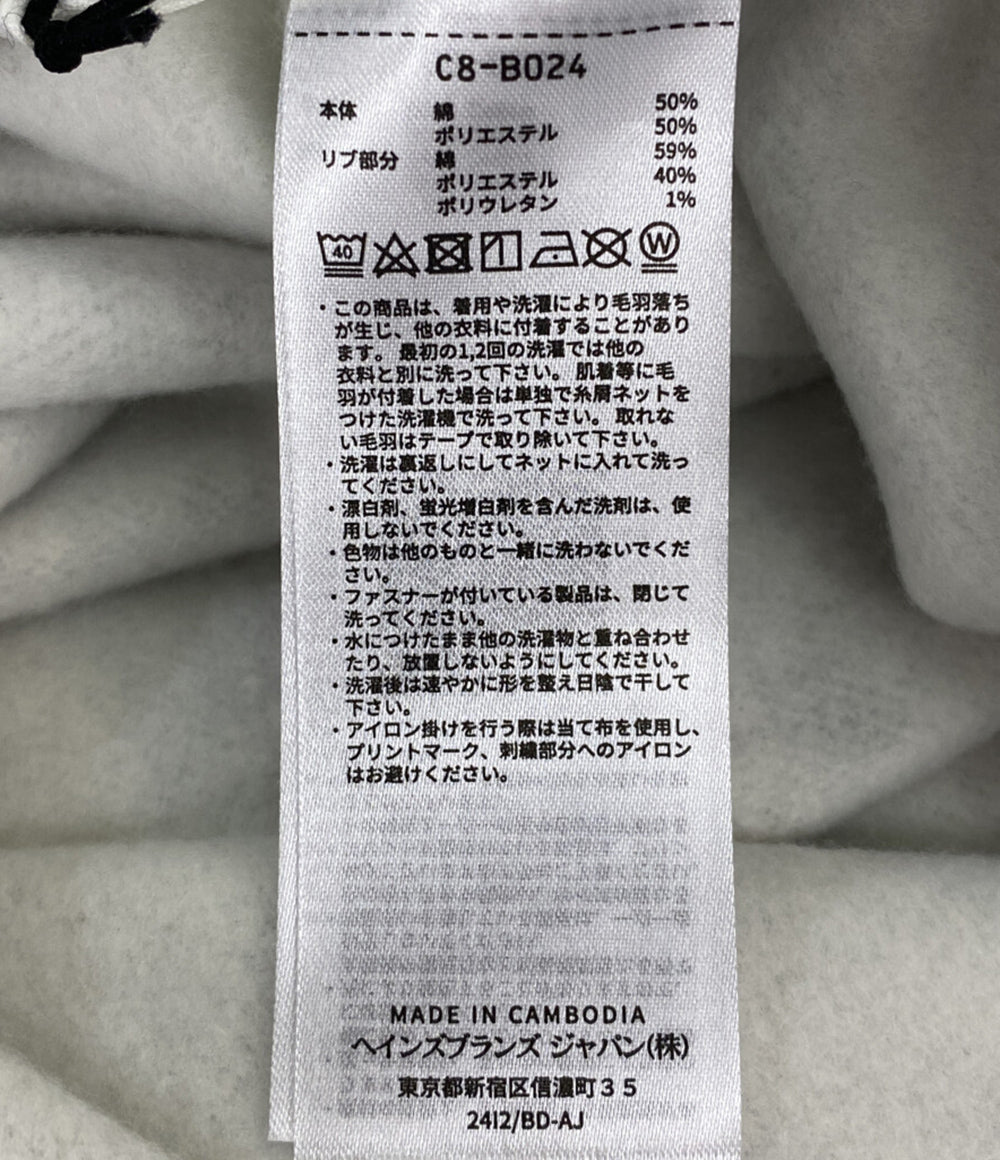 C8-B024
本体 綿 50%
ポリエステル 50%
リブ部分 綿 59%
ポリエステル 40%
ポリウレタン 1%
40 W
・この商品は、着用や洗濯により毛羽落ち
が生じ、他の衣料に付着することがあり
ます。最初の1,2回の洗濯では他の
衣料と別に洗って下さい。肌着等に毛
羽が付着した場合は単独で糸屑ネットを
つけた洗濯機で洗って下さい。取れな
い毛羽はテープで取り除いて下さい。
・洗濯は裏返しにしてネットに入れて洗っ
てください。
・漂白剤、蛍光増白剤を含んだ洗剤は、使
用しないでください。
・色物は他のものと一緒に洗わないでくだ
さい。
・ファスナーが付いている製品は、閉じて
洗ってください。
・水につけたまま他の洗濯物と重ね合わせ
たり、放置しないようにしてください。
・洗濯後は速やかに形を整え日陰で干して
下さい。
・アイロン掛けを行う際は当て布を使用し、
プリントマーク、刺繍部分へのアイロン
はお避けください。
MADE IN CAMBODIA
ヘインズブランズ ジャパン(株)
東京都新宿区信濃町35
2412/BD-AJ